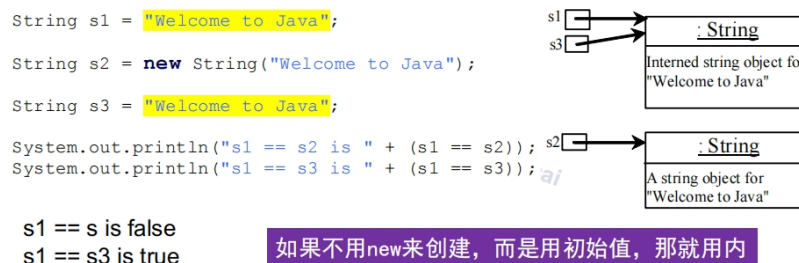 String s1 = "Welcome to Java";
String s2 = new String("Welcome to Java");
String s3 = "Welcome to Java";
System.out.println("s1 == s2 is " + (s1 == s2));
System.out.println("s1 == s3 is " + (s1 == s3));
s1 == s is false
s1 == s3 is true
s1
s3
: String
Interned string object fo
"Welcome to Java"
s2
: String
A string object for
"Welcome to Java"
ai
如果不用new来创建，而是用初始值，那就用内